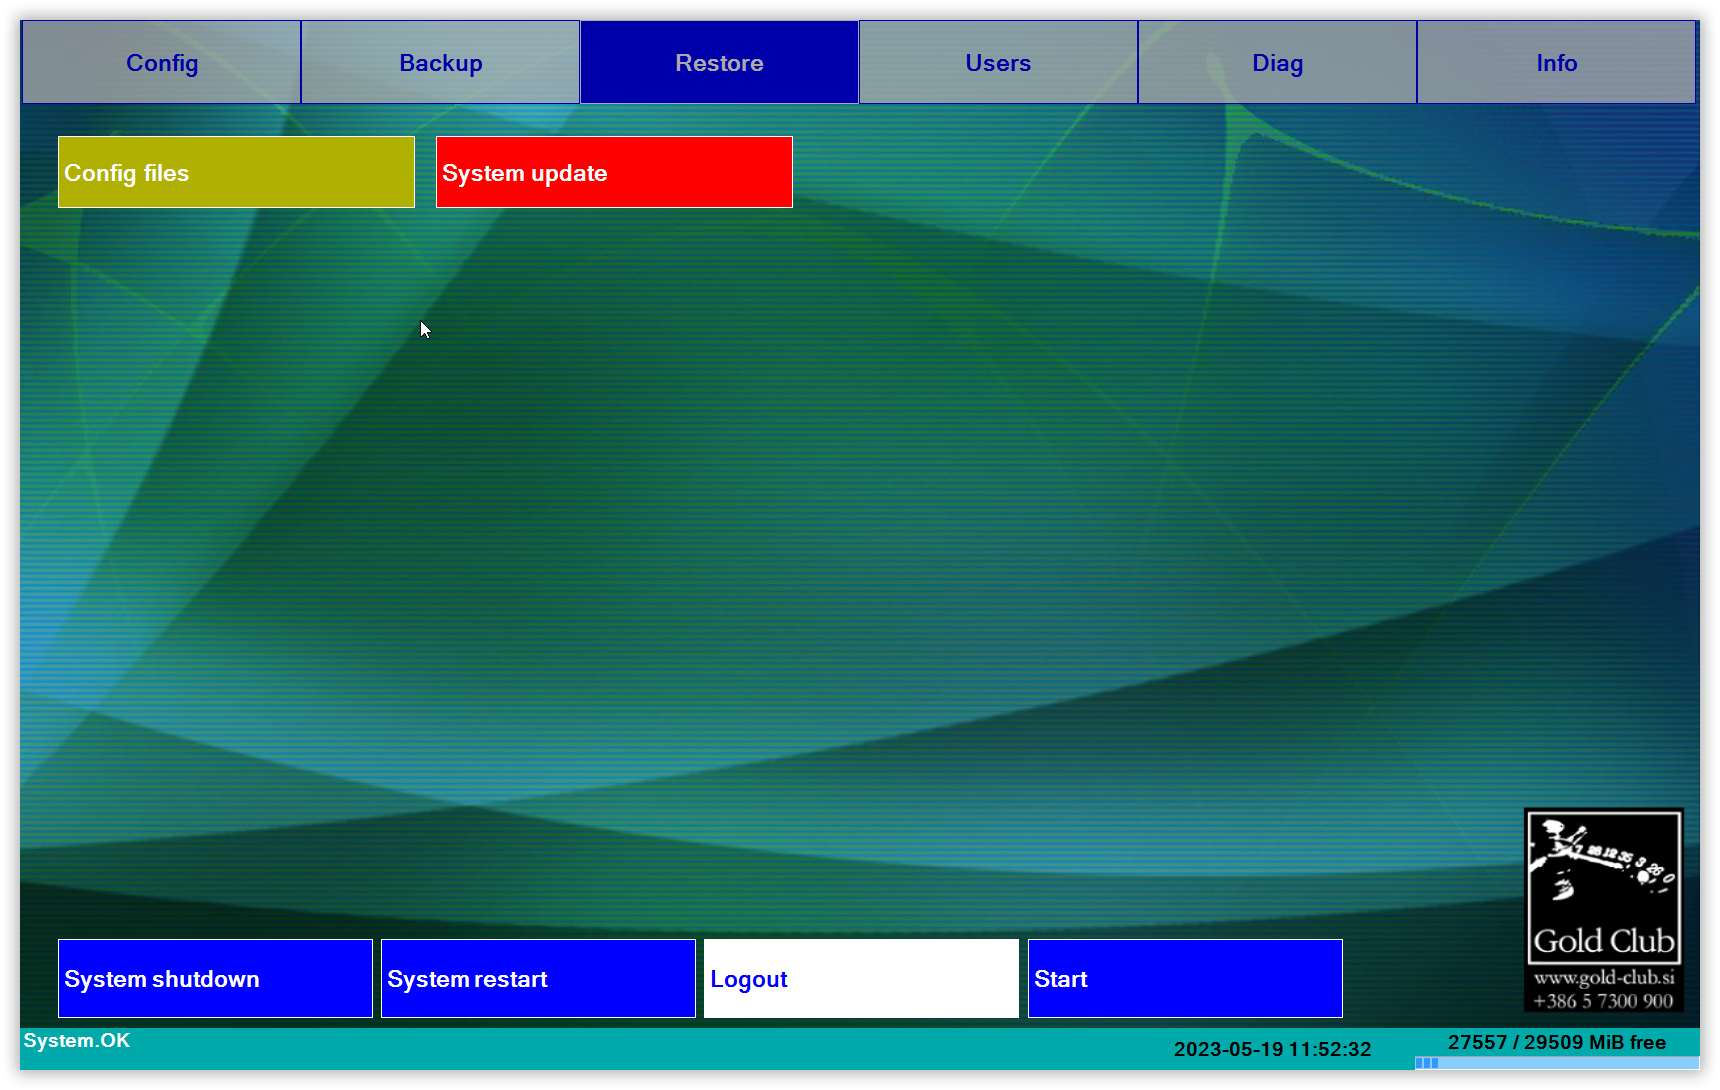 Config
Backup
Restore
Users
Diag
Info
Config files
System update
Gold Club
www.gold-club.si
+386 5 7300 900
System shutdown
System restart
Logout
Start
System.OK
2023-05-19 11:52:32
27557 / 29509 MiB free